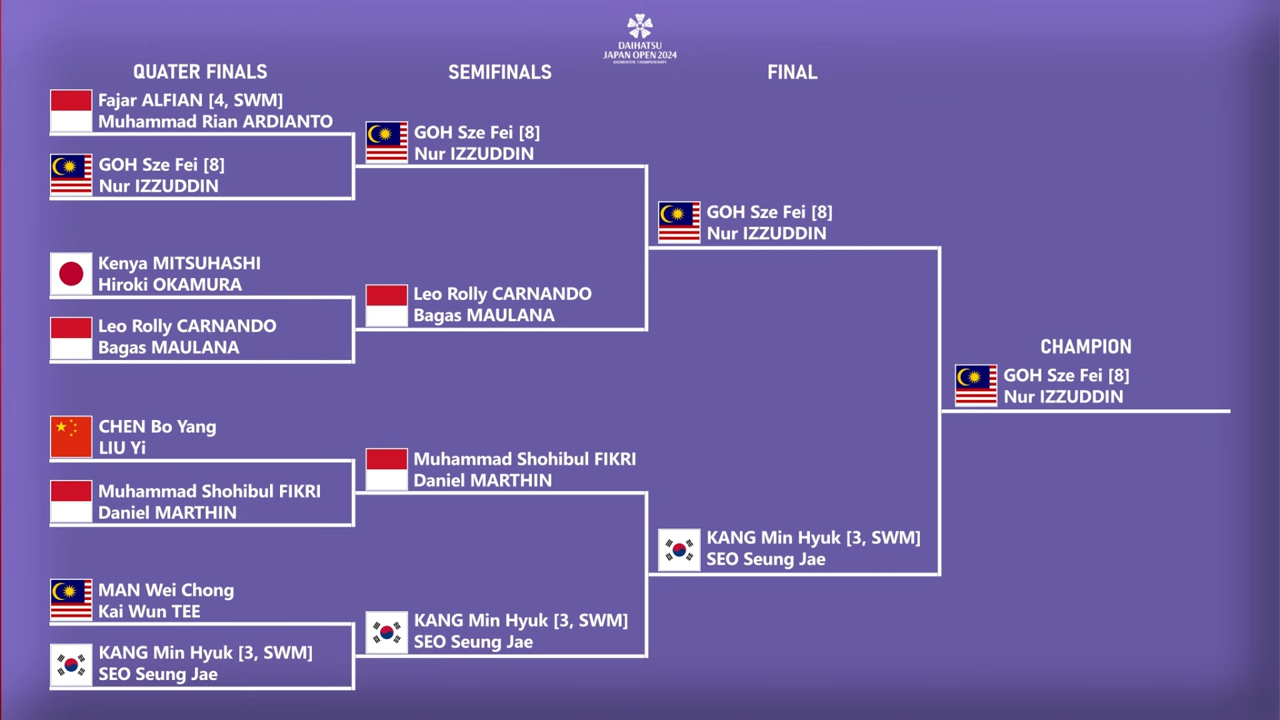 DAIHATSU
JAPAN OPEN 2024
BADMINTON CHAMPIONSHIPS
QUATER FINALS
SEMIFINALS
FINAL
Fajar ALFIAN [4, SWM]
Muhammad Rian ARDIANTO
GOH Sze Fei [8]
Nur IZZUDDIN
Kenya MITSUHASHI
Hiroki OKAMURA
Leo Rolly CARNANDO
Bagas MAULANA
CHEN Bo Yang
LIU Yi
Muhammad Shohibul FIKRI
Daniel MARTHIN
MAN Wei Chong
Kai Wun TEE
KANG Min Hyuk [3, SWM]
SEO Seung Jae
GOH Sze Fei [8]
Nur IZZUDDIN
Leo Rolly CARNANDO
Bagas MAULANA
Muhammad Shohibul FIKRI
Daniel MARTHIN
KANG Min Hyuk [3, SWM]
SEO Seung Jae
GOH Sze Fei [8]
Nur IZZUDDIN
KANG Min Hyuk [3, SWM]
SEO Seung Jae
CHAMPION
GOH Sze Fei [8]
Nur IZZUDDIN